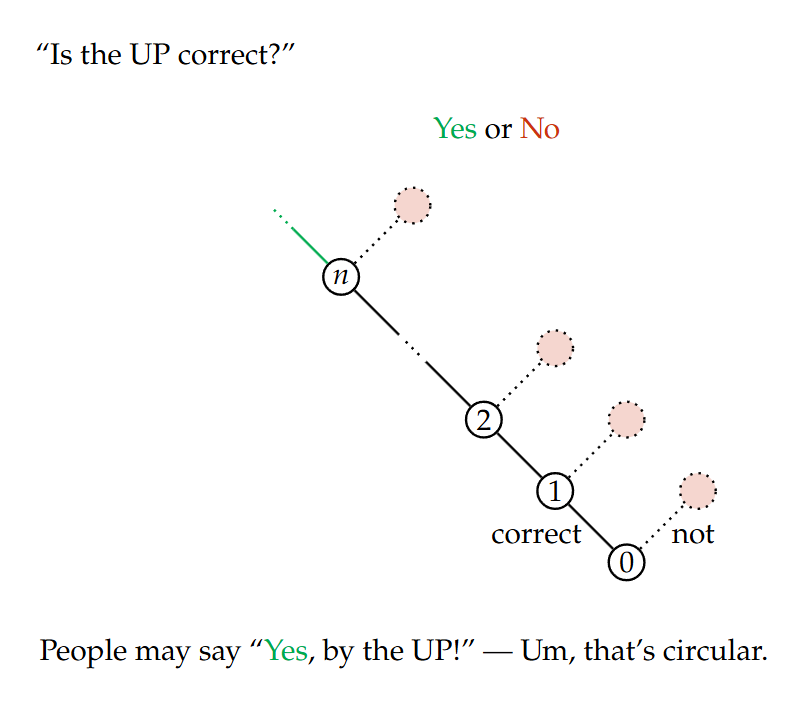 “Is the UP correct?”
Yes or No
n
2
1
correct
not
0
People may say “Yes, by the UP!” — Um, that’s circular.